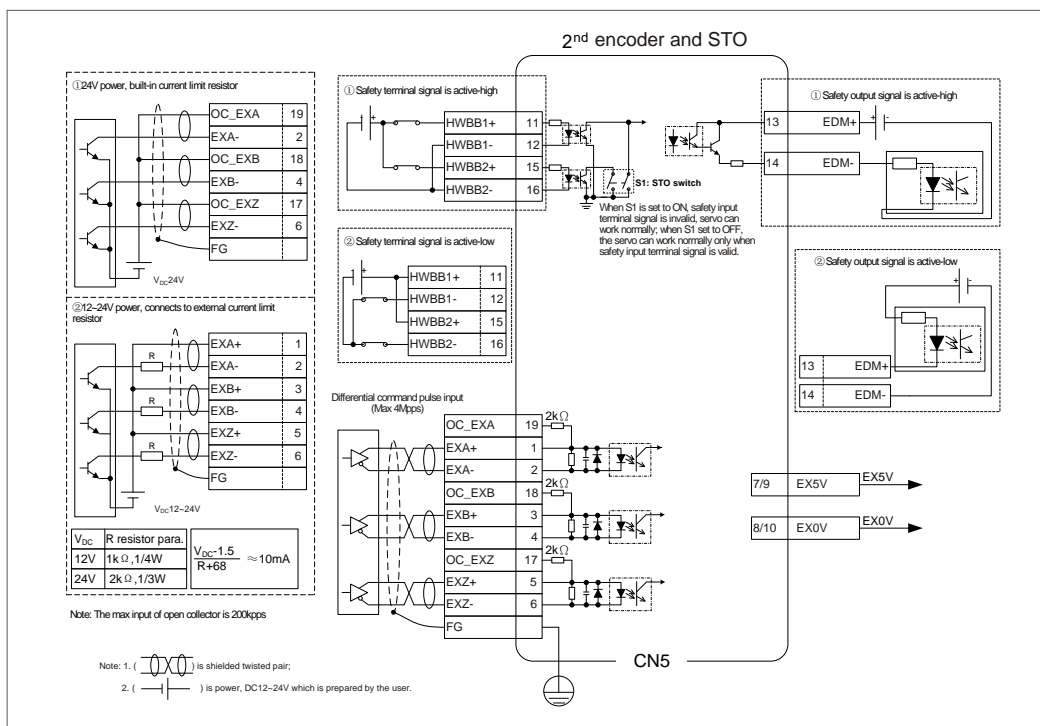 2nd encoder and STO
①24V power, built-in current limit resistor
OC_EXA 19
EXA- 2
OC_EXB 18
EXB- 4
OC_EXZ 17
EXZ- 6
FG
VDC24V
②12~24V power, connects to external current limit
resistor
EXA+ 1
R EXA- 2
EXB+ 3
R EXB- 4
EXZ+ 5
R EXZ- 6
FG
VDC12~24V
VDC R resistor para.
12V 1kΩ,1/4W
24V 2kΩ,1/3W
VDC-1.5
R+68
≈10mA
Note: The max input of open collector is 200kpps
Note: 1. ( ) is shielded twisted pair;
2. ( ) is power, DC12~24V which is prepared by the user.
① Safety terminal signal is active-high
HWBB1+ 11
HWBB1- 12
HWBB2+ 15
HWBB2- 16
S1: STO switch
When S1 is set to ON, safety input
terminal signal is invalid, servo can
work normally; when S1 set to OFF,
the servo can work normally only when
safety input terminal signal is valid.
② Safety terminal signal is active-low
HWBB1+ 11
HWBB1- 12
HWBB2+ 15
HWBB2- 16
Differential command pulse input
(Max 4Mpps)
OC_EXA 19 2kΩ
EXA+ 1
EXA- 2
OC_EXB 18 2kΩ
EXB+ 3
EXB- 4
OC_EXZ 17 2kΩ
EXZ+ 5
EXZ- 6
FG
CN5
① Safety output signal is active-high
13 EDM+ + -
14 EDM-
② Safety output signal is active-low
+ -
13 EDM+
14 EDM-
7/9 EX5V EX5V
8/10 EX0V EX0V